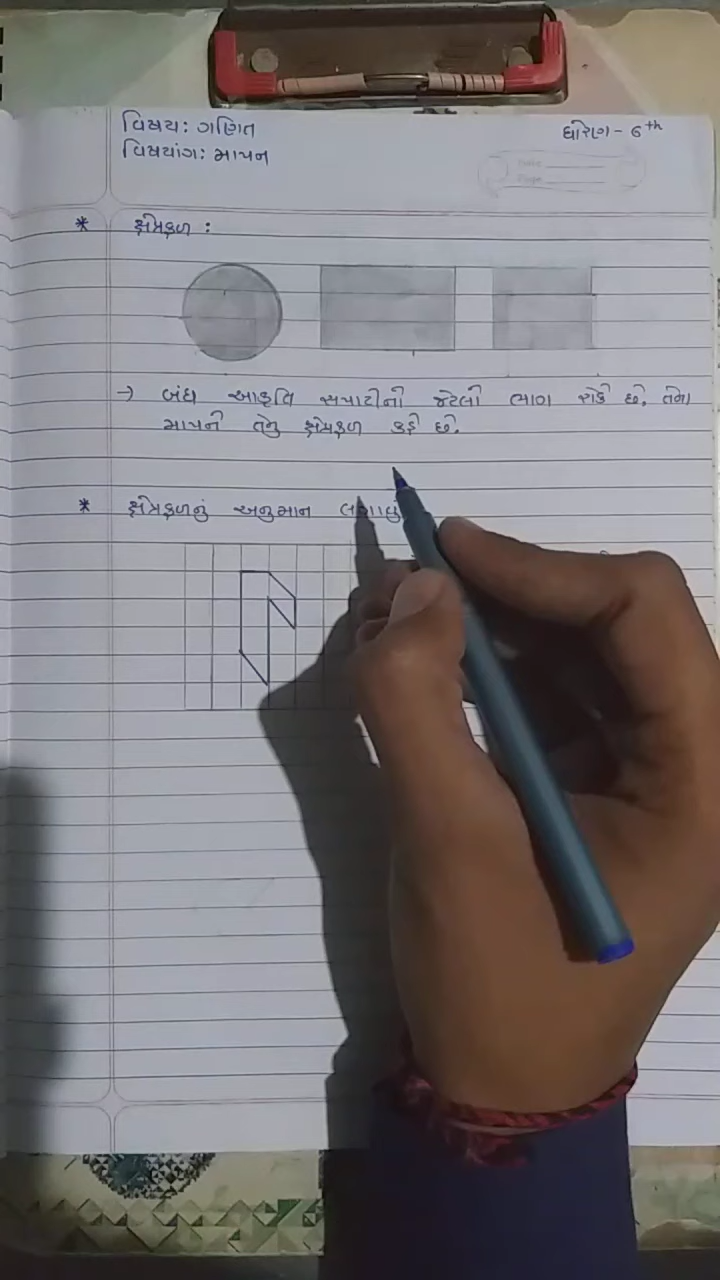 વિષય: ગણિત
ધોરણ - 6th
વિષયાંગ: માપન
* ક્ષેત્રફળ :
→ બંધ આકૃતિ સપાટીનો જેટલો ભાગ રોકે છે, તેના
માપને તેનુ ક્ષેત્રફળ કહે છે.
* ક્ષેત્રફળનું અનુમાન